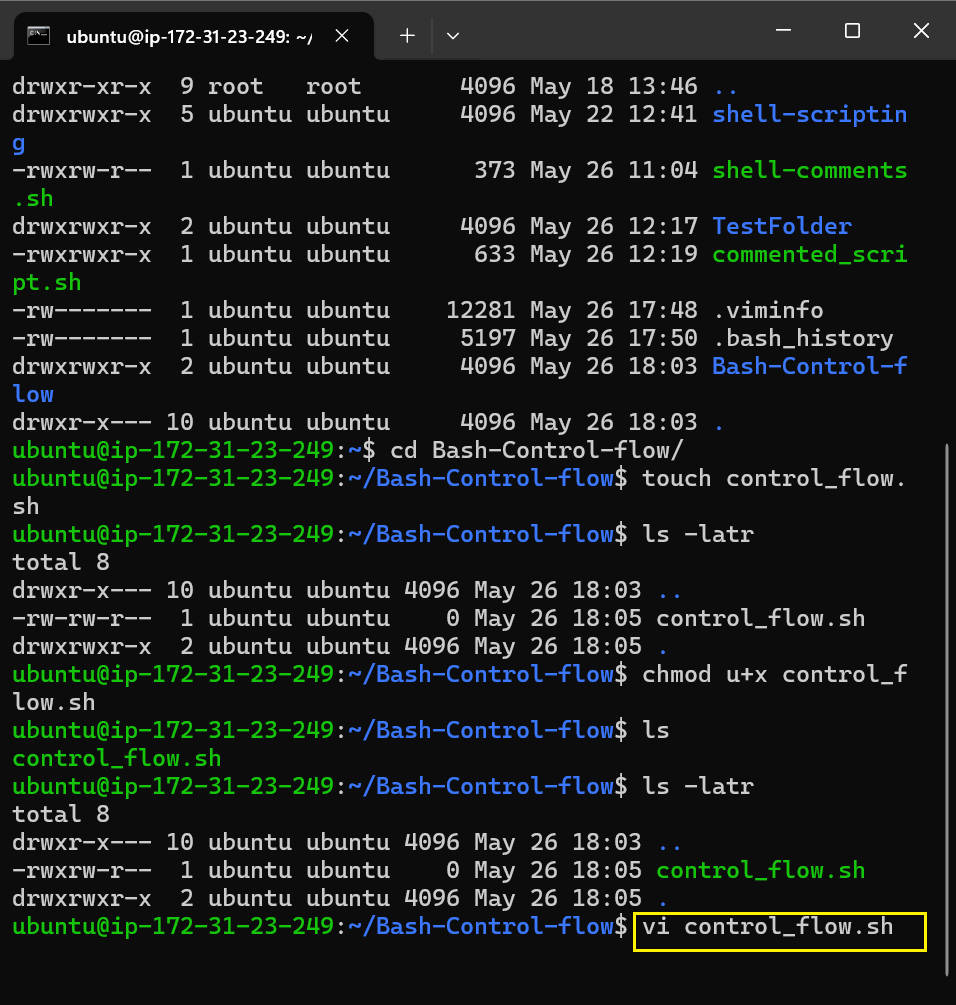 ubuntu@ip-172-31-23-249: ~/
drwxr-xr-x  9 root   root       4096 May 18 13:46 ..
drwxrwxr-x  5 ubuntu ubuntu     4096 May 22 12:41 shell-scriptin
g
-rwxrw-r--  1 ubuntu ubuntu      373 May 26 11:04 shell-comments
.sh
drwxrwxr-x  2 ubuntu ubuntu     4096 May 26 12:17 TestFolder
-rwxrwxr-x  1 ubuntu ubuntu      633 May 26 12:19 commented_scri
pt.sh
-rw-------  1 ubuntu ubuntu    12281 May 26 17:48 .viminfo
-rw-------  1 ubuntu ubuntu     5197 May 26 17:50 .bash_history
drwxrwxr-x  2 ubuntu ubuntu     4096 May 26 18:03 Bash-Control-f
low
drwxr-x--- 10 ubuntu ubuntu     4096 May 26 18:03 .
ubuntu@ip-172-31-23-249:~$ cd Bash-Control-flow/
ubuntu@ip-172-31-23-249:~/Bash-Control-flow$ touch control_flow.
sh
ubuntu@ip-172-31-23-249:~/Bash-Control-flow$ ls -latr
total 8
drwxr-x--- 10 ubuntu ubuntu 4096 May 26 18:03 ..
-rw-rw-r--  1 ubuntu ubuntu    0 May 26 18:05 control_flow.sh
drwxrwxr-x  2 ubuntu ubuntu 4096 May 26 18:05 .
ubuntu@ip-172-31-23-249:~/Bash-Control-flow$ chmod u+x control_f
low.sh
ubuntu@ip-172-31-23-249:~/Bash-Control-flow$ ls
control_flow.sh
ubuntu@ip-172-31-23-249:~/Bash-Control-flow$ ls -latr
total 8
drwxr-x--- 10 ubuntu ubuntu 4096 May 26 18:03 ..
-rwxrw-r--  1 ubuntu ubuntu    0 May 26 18:05 control_flow.sh
drwxrwxr-x  2 ubuntu ubuntu 4096 May 26 18:05 .
ubuntu@ip-172-31-23-249:~/Bash-Control-flow$ vi control_flow.sh